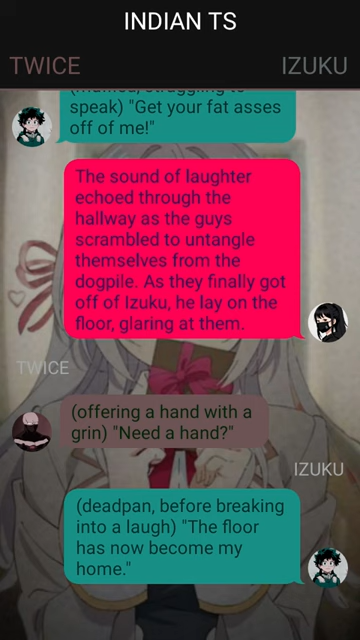 INDIAN TS
TWICE
IZUKU
(muffled, struggling to
speak) "Get your fat asses
off of me!"
The sound of laughter
echoed through the
hallway as the guys
scrambled to untangle
themselves from the
dogpile. As they finally got
off of Izuku, he lay on the
floor, glaring at them.
TWICE
(offering a hand with a
grin) "Need a hand?"
IZUKU
(deadpan, before breaking
into a laugh) "The floor
has now become my
home."